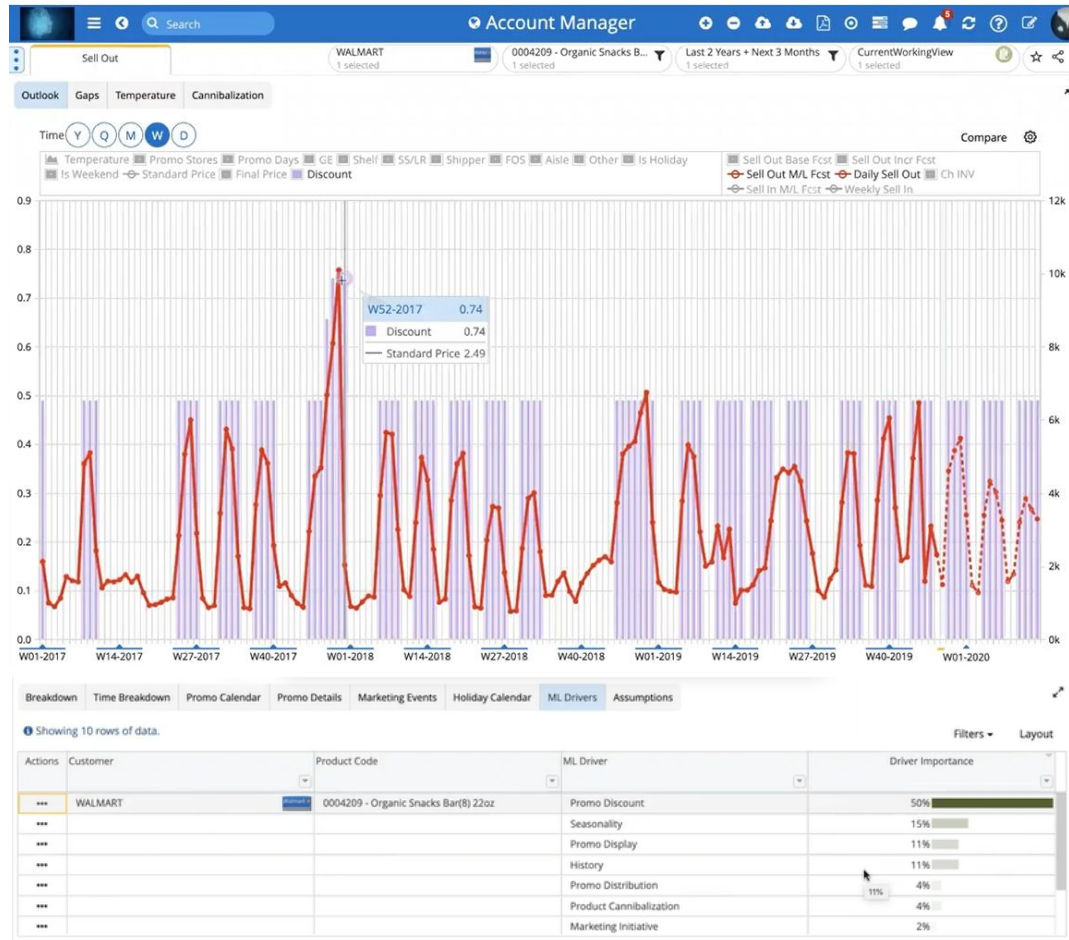 Search
Account Manager
5
Sell Out
WALMART
1 selected
0004209 - Organic Snacks B...
1 selected
Last 2 Years + Next 3 Months
1 selected
CurrentWorkingView
1 selected
Outlook Gaps Temperature Cannibalization
Time Y Q M W D
Compare
Temperature Promo Stores Promo Days GE Shelf SS/LR Shipper FOS Aisle Other Is Holiday
Is Weekend Standard Price Final Price Discount
Sell Out Base Fcst Sell Out Incr Fcst
Sell Out M/L Fcst Daily Sell Out Ch INV
Sell In M/L Fcst Weekly Sell In
0.9 12k
0.8
10k
0.7
W52-2017 0.74
Discount 0.74
Standard Price 2.49
0.6 8k
0.5
6k
0.4
0.3 4k
0.2
2k
0.1
0.0 0k
W01-2017 W14-2017 W27-2017 W40-2017 W01-2018 W14-2018 W27-2018 W40-2018 W01-2019 W14-2019 W27-2019 W40-2019 W01-2020
Breakdown Time Breakdown Promo Calendar Promo Details Marketing Events Holiday Calendar ML Drivers Assumptions
Showing 10 rows of data.
Filters Layout
Actions Customer Product Code ML Driver Driver Importance
WALMART Walmart 0004209 - Organic Snacks Bar(8) 22oz Promo Discount 50%
Seasonality 15%
Promo Display 11%
History 11%
Promo Distribution 4%
11%
Product Cannibalization 4%
Marketing Initiative 2%